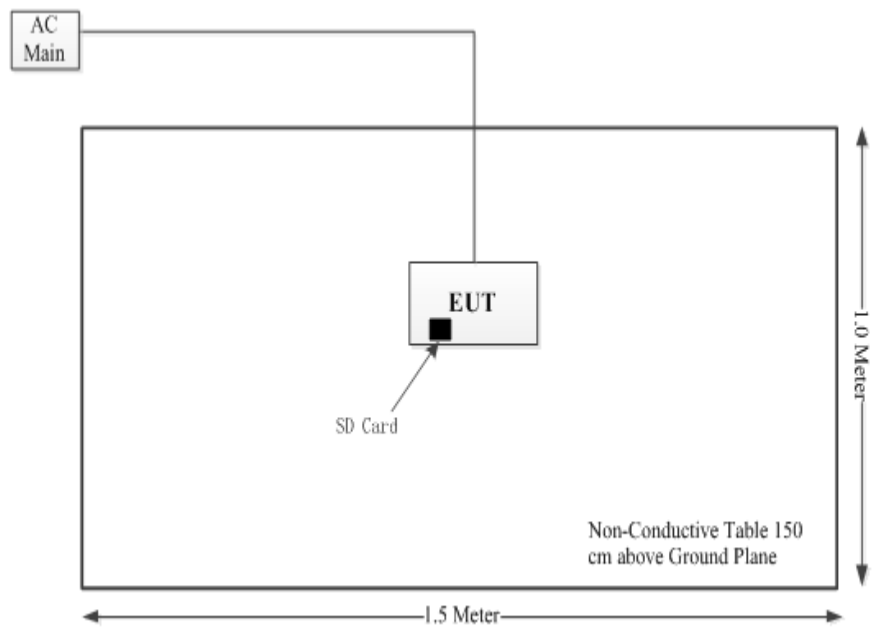 AC
Main
EUT
SD Card
1.0 Meter
Non-Conductive Table 150
cm above Ground Plane
1.5 Meter